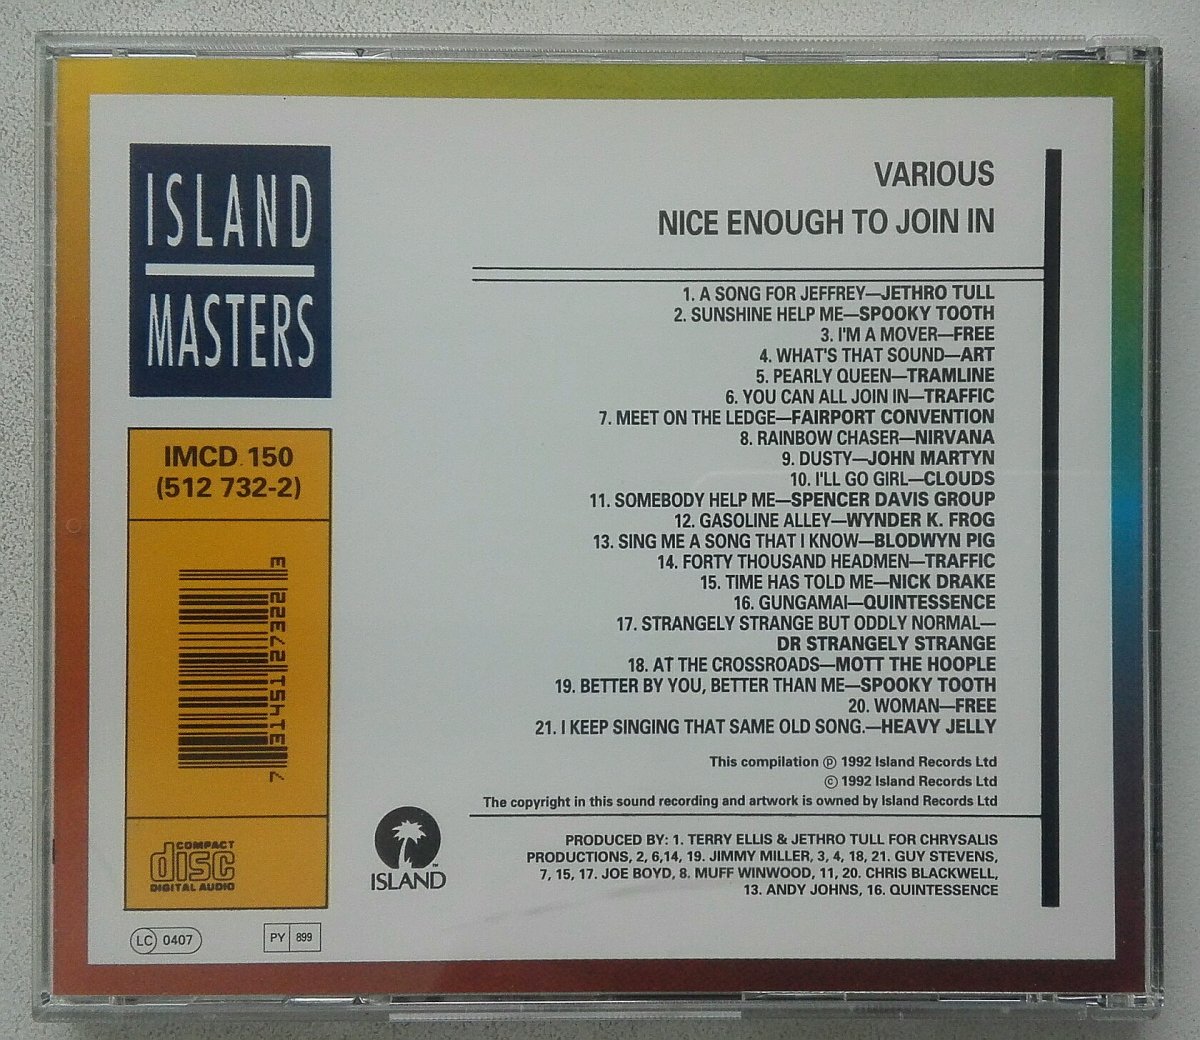 ISLAND
MASTERS
IMCD 150
(512 732-2)
7 31451 27322 3
COMPACT
disc
DIGITAL AUDIO
LC 0407
PY 899
ISLAND
VARIOUS
NICE ENOUGH TO JOIN IN
1. A SONG FOR JEFFREY—JETHRO TULL
2. SUNSHINE HELP ME—SPOOKY TOOTH
3. I'M A MOVER—FREE
4. WHAT'S THAT SOUND—ART
5. PEARLY QUEEN—TRAMLINE
6. YOU CAN ALL JOIN IN—TRAFFIC
7. MEET ON THE LEDGE—FAIRPORT CONVENTION
8. RAINBOW CHASER—NIRVANA
9. DUSTY—JOHN MARTYN
10. I'LL GO GIRL—CLOUDS
11. SOMEBODY HELP ME—SPENCER DAVIS GROUP
12. GASOLINE ALLEY—WYNDER K. FROG
13. SING ME A SONG THAT I KNOW—BLODWYN PIG
14. FORTY THOUSAND HEADMEN—TRAFFIC
15. TIME HAS TOLD ME—NICK DRAKE
16. GUNGAMAI—QUINTESSENCE
17. STRANGELY STRANGE BUT ODDLY NORMAL—
DR STRANGELY STRANGE
18. AT THE CROSSROADS—MOTT THE HOOPLE
19. BETTER BY YOU, BETTER THAN ME—SPOOKY TOOTH
20. WOMAN—FREE
21. I KEEP SINGING THAT SAME OLD SONG.—HEAVY JELLY
This compilation ℗ 1992 Island Records Ltd
© 1992 Island Records Ltd
The copyright in this sound recording and artwork is owned by Island Records Ltd
PRODUCED BY: 1. TERRY ELLIS & JETHRO TULL FOR CHRYSALIS
PRODUCTIONS, 2, 6,14, 19. JIMMY MILLER, 3, 4, 18, 21. GUY STEVENS,
7, 15, 17. JOE BOYD, 8. MUFF WINWOOD, 11, 20. CHRIS BLACKWELL,
13. ANDY JOHNS, 16. QUINTESSENCE